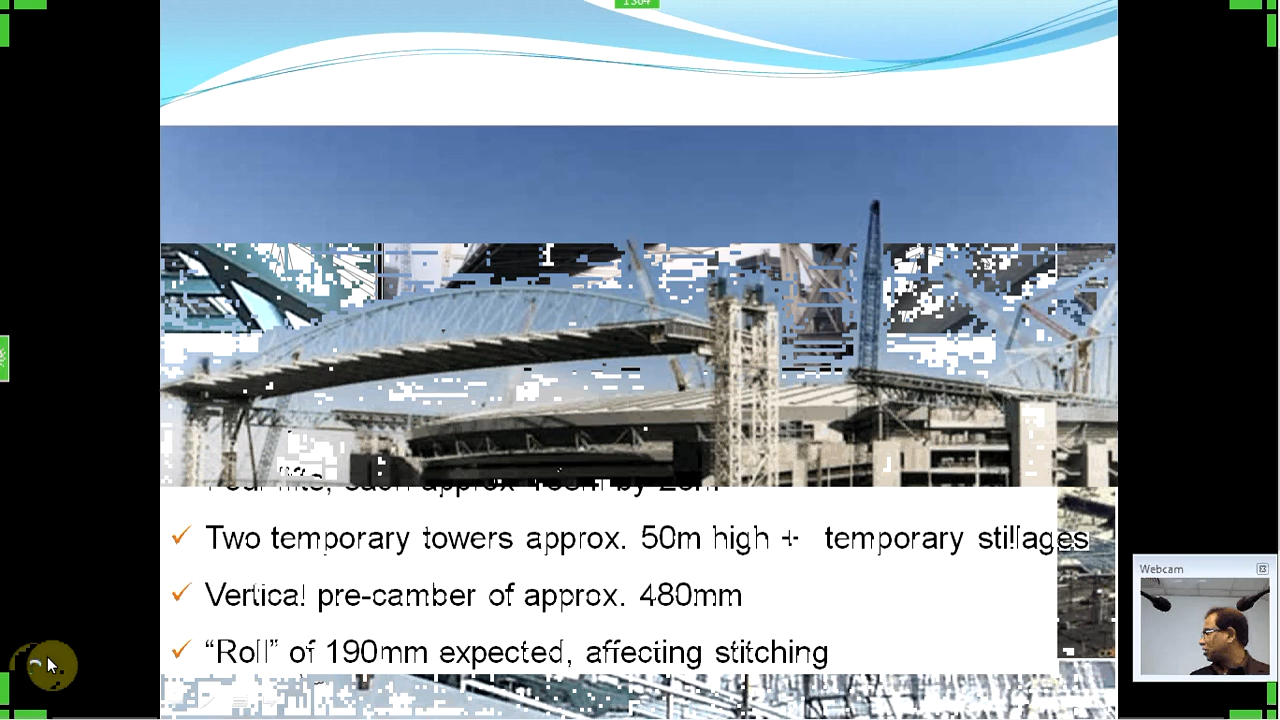 1364
Two temporary towers approx. 50m high + temporary stillages
Vertical pre-camber of approx. 480mm
“Roll” of 190mm expected, affecting stitching
Webcam